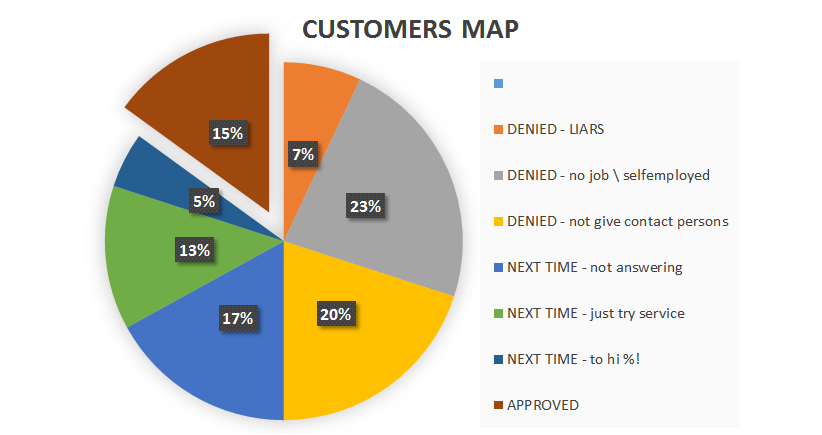 CUSTOMERS MAP
15%
7%
23%
5%
13%
17%
20%
DENIED - LIARS
DENIED - no job \ selfemployed
DENIED - not give contact persons
NEXT TIME - not answering
NEXT TIME - just try service
NEXT TIME - to hi %!
APPROVED